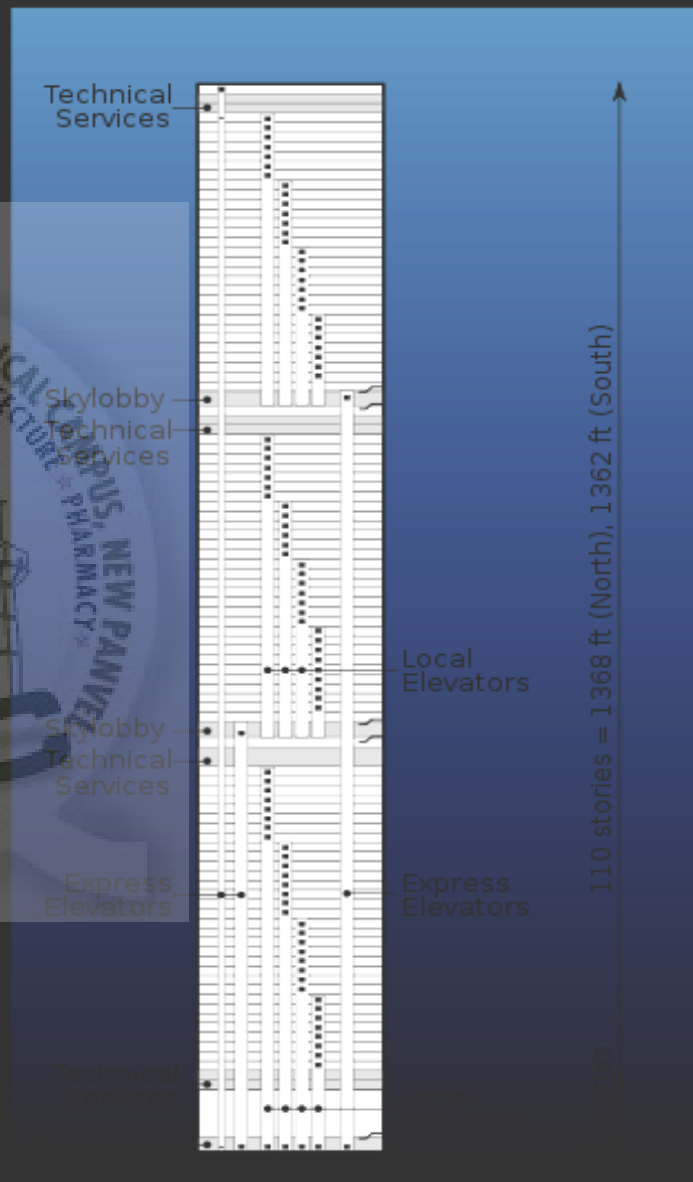 Technical
Services
Skylobby
Technical
Services
Local
Elevators
Skylobby
Technical
Services
Express
Elevators
Express
Elevators
Technical
110 stories = 1368 ft (North), 1362 ft (South)
CAMPUS, NEW PANVEL
PHARMACY